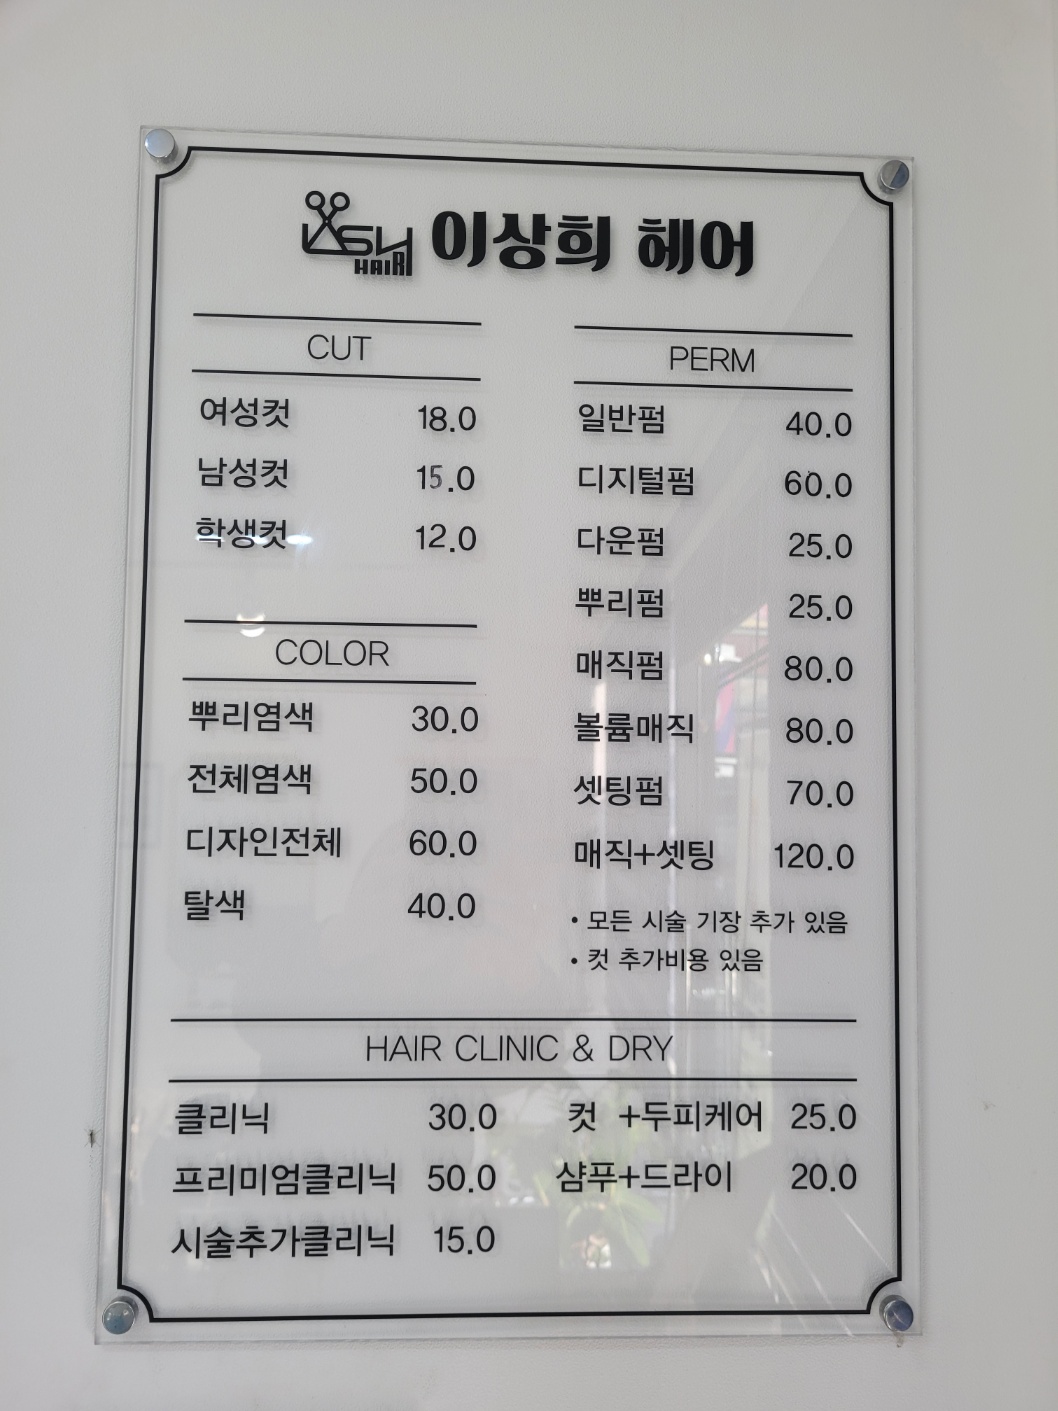 LSH HAIR 이상희 헤어
CUT
여성컷 18.0
남성컷 15.0
학생컷 12.0
COLOR
뿌리염색 30.0
전체염색 50.0
디자인전체 60.0
탈색 40.0
PERM
일반펌 40.0
디지털펌 60.0
다운펌 25.0
뿌리펌 25.0
매직펌 80.0
볼륨매직 80.0
셋팅펌 70.0
매직+셋팅 120.0
• 모든 시술 기장 추가 있음
• 컷 추가비용 있음
HAIR CLINIC & DRY
클리닉 30.0
프리미엄클리닉 50.0
시술추가클리닉 15.0
컷 +두피케어 25.0
샴푸+드라이 20.0